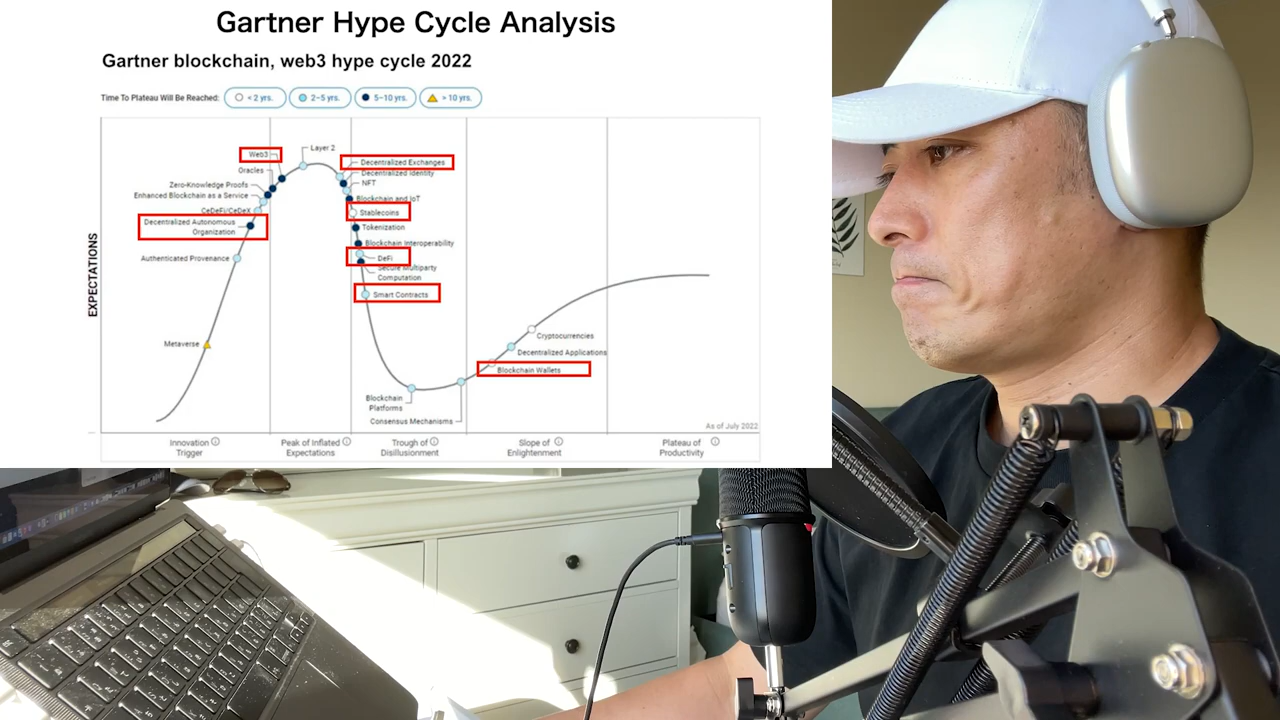 Gartner Hype Cycle Analysis
Gartner blockchain, web3 hype cycle 2022
Time To Plateau Will Be Reached:
< 2 yrs.
2-5 yrs.
5-10 yrs.
> 10 yrs.
EXPECTATIONS
Web3
Oracles
Zero-Knowledge Proofs
Enhanced Blockchain as a Service
CeDeFi/CeDeX
Decentralized Autonomous
Organization
Authenticated Provenance
Metaverse
Layer 2
Decentralized Exchanges
Decentralized Identity
NFT
Blockchain and IoT
Stablecoins
Tokenization
Blockchain Interoperability
DeFi
Secure Multiparty
Computation
Smart Contracts
Blockchain
Platforms
Consensus Mechanisms
Cryptocurrencies
Decentralized Applications
Blockchain Wallets
As of July 2022
Innovation
Trigger
Peak of Inflated
Expectations
Trough of
Disillusionment
Slope of
Enlightenment
Plateau of
Productivity